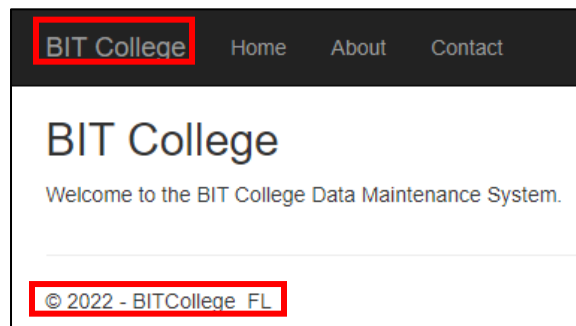 BIT College Home About Contact
BIT College
Welcome to the BIT College Data Maintenance System.
© 2022 - BITCollege_FL